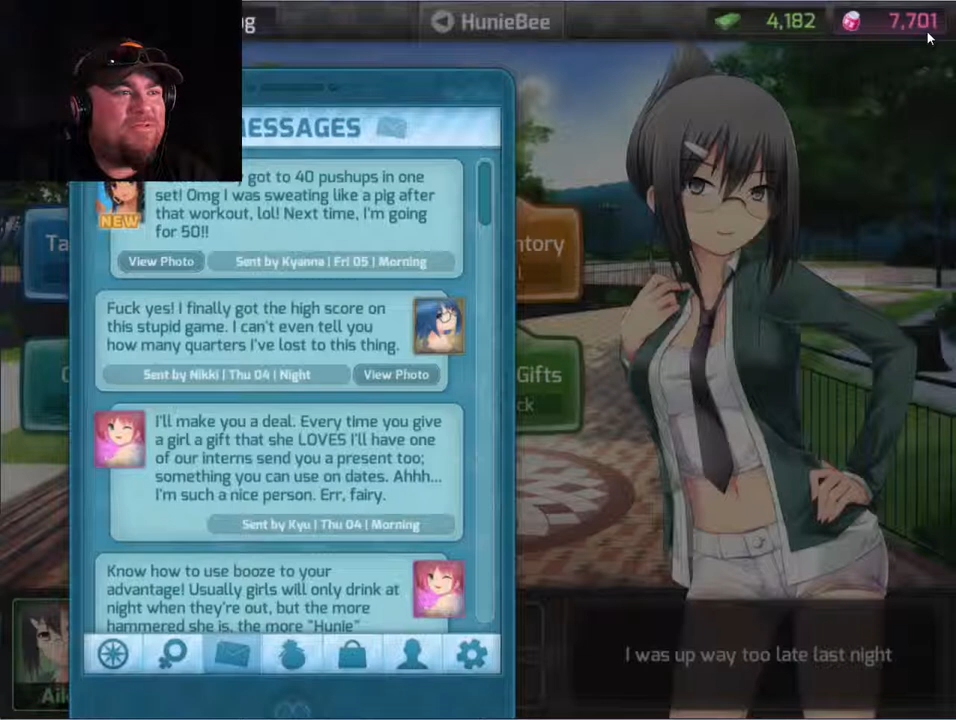 g
HunieBee
4,182
7,701
ESSAGES
got to 40 pushups in one
set! Omg I was sweating like a pig after
that workout, lol! Next time, I'm going
for 50!!
NEW
View Photo
Sent by Kyanna | Fri 05 | Morning
Fuck yes! I finally got the high score on
this stupid game. I can't even tell you
how many quarters I've lost to this thing.
Sent by Nikki | Thu 04 | Night
View Photo
I'll make you a deal. Every time you give
a girl a gift that she LOVES I'll have one
of our interns send you a present too;
something you can use on dates. Ahhh...
I'm such a nice person. Err, fairy.
Sent by Kyu | Thu 04 | Morning
Know how to use booze to your
advantage! Usually girls will only drink at
night when they're out, but the more
hammered she is, the more "Hunie"
Ta
entory
Gifts
ck
Aik
I was up way too late last night